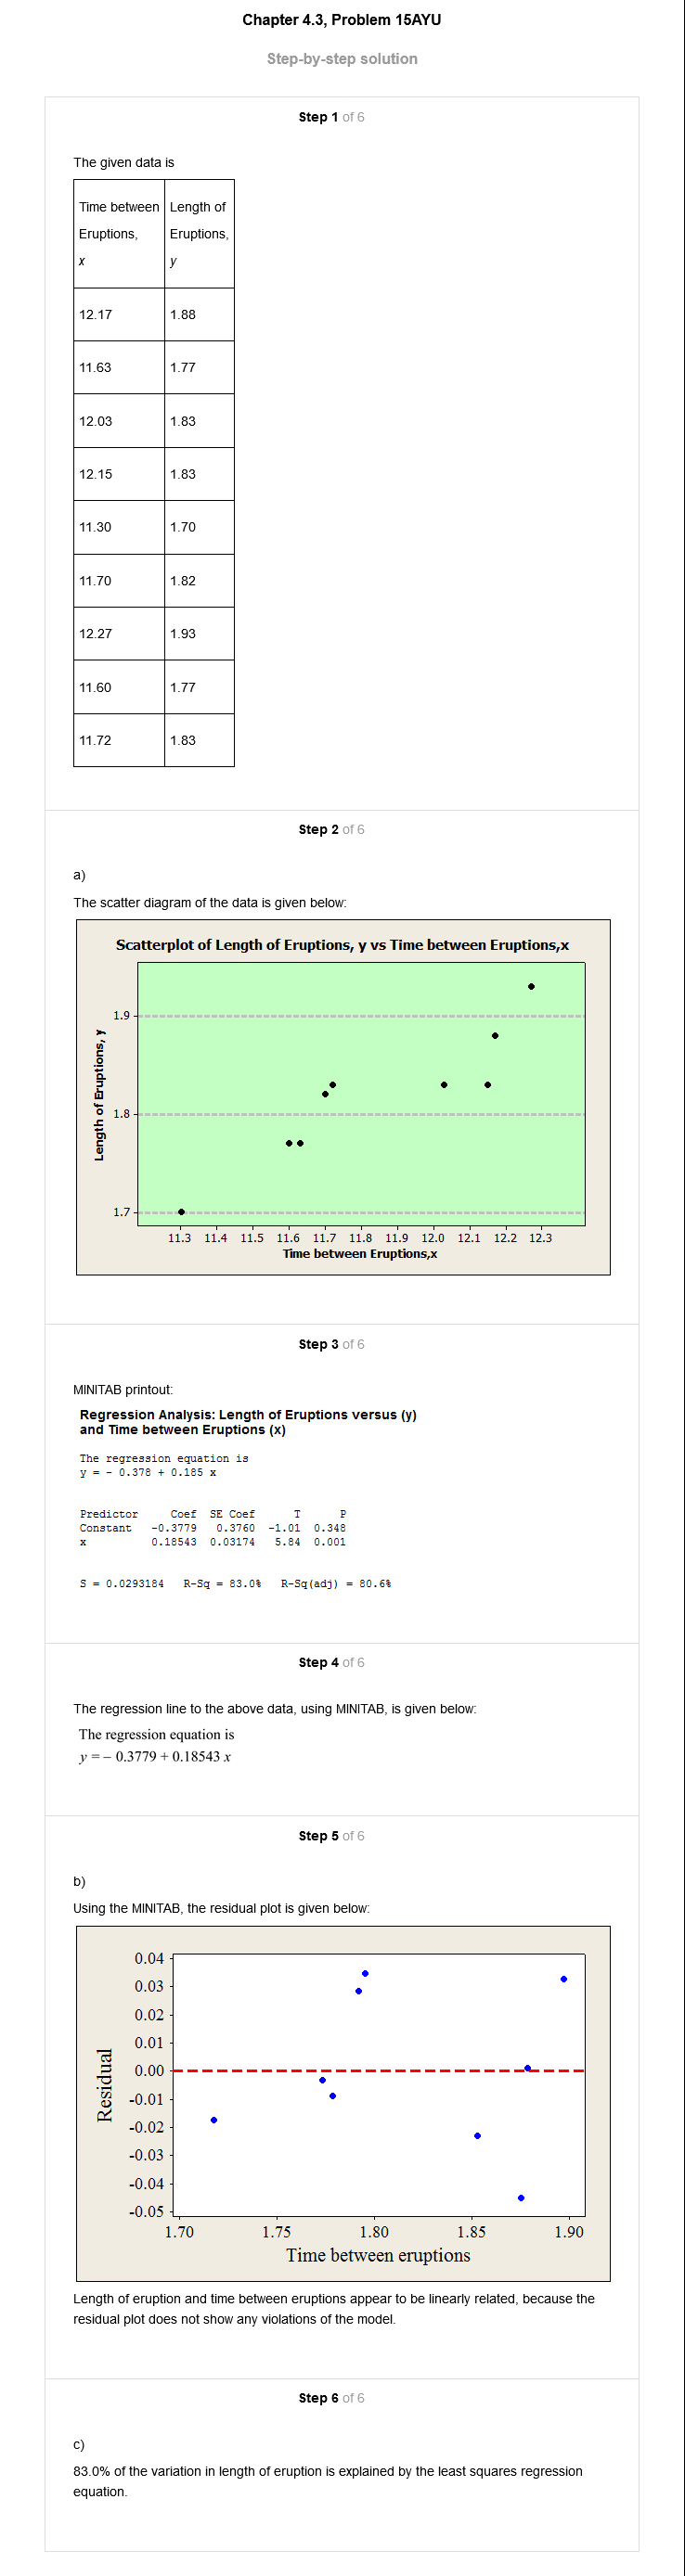 Chapter 4.3, Problem 15AYU
Step-by-step solution
Step 1 of 6
The given data is
Time between Eruptions, x | Length of Eruptions, y
12.17 1.88
11.63 1.77
12.03 1.83
12.15 1.83
11.30 1.70
11.70 1.82
12.27 1.93
11.60 1.77
11.72 1.83
Step 2 of 6
a)
The scatter diagram of the data is given below:
Scatterplot of Length of Eruptions, y vs Time between Eruptions,x
Length of Eruptions, y
1.9
1.8
1.7
11.3 11.4 11.5 11.6 11.7 11.8 11.9 12.0 12.1 12.2 12.3
Time between Eruptions,x
Step 3 of 6
MINITAB printout:
Regression Analysis: Length of Eruptions versus (y)
and Time between Eruptions (x)
The regression equation is
y = - 0.378 + 0.185 x
Predictor Coef SE Coef T P
Constant -0.3779 0.3760 -1.01 0.348
x 0.18543 0.03174 5.84 0.001
S = 0.0293184 R-Sq = 83.0% R-Sq(adj) = 80.6%
Step 4 of 6
The regression line to the above data, using MINITAB, is given below:
The regression equation is
y = – 0.3779 + 0.18543 x
Step 5 of 6
b)
Using the MINITAB, the residual plot is given below:
Residual
0.04
0.03
0.02
0.01
0.00
-0.01
-0.02
-0.03
-0.04
-0.05
1.70 1.75 1.80 1.85 1.90
Time between eruptions
Length of eruption and time between eruptions appear to be linearly related, because the
residual plot does not show any violations of the model.
Step 6 of 6
c)
83.0% of the variation in length of eruption is explained by the least squares regression
equation.